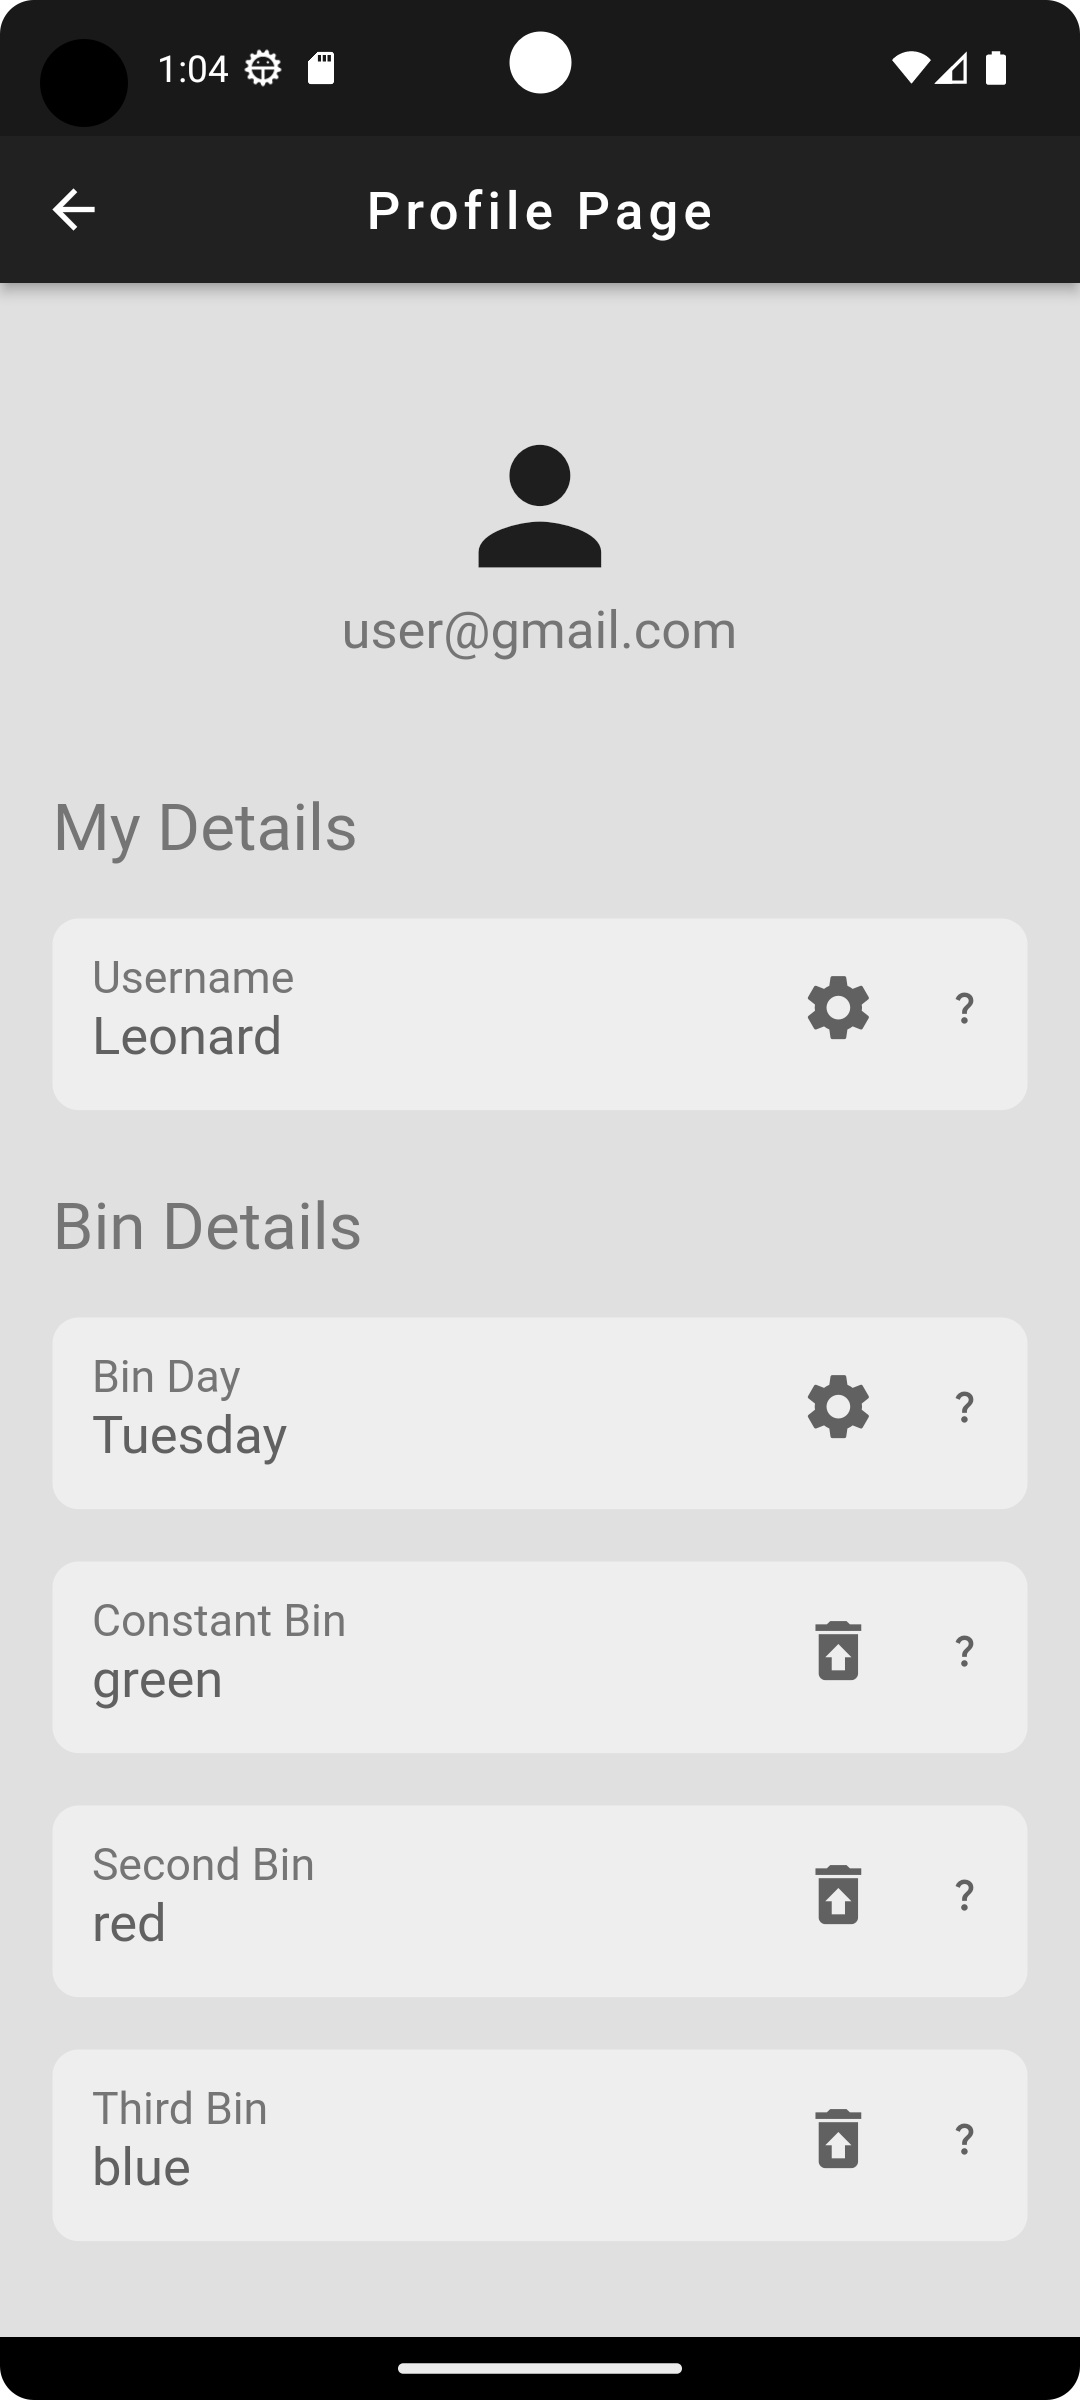 1:04
Profile Page
user@gmail.com
My Details
Username
Leonard
?
Bin Details
Bin Day
Tuesday
?
Constant Bin
green
?
Second Bin
red
?
Third Bin
blue
?